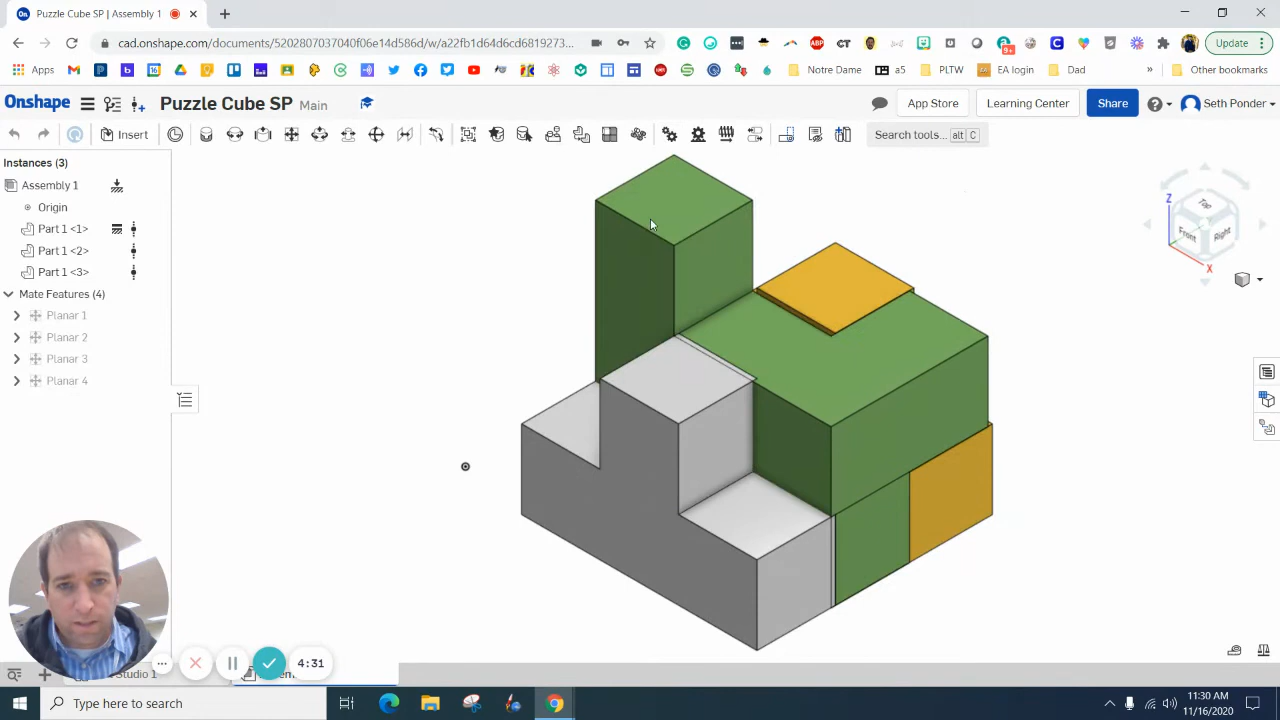 Puzzle Cube SP | Assembly 1
cad.onshape.com/documents/520280703704006e14d586d/w/a22fb11c4d6cd6819273...
Update
Apps
Notre Dame
a5
PLTW
EA login
Dad
»
Other bookmarks
Onshape
Puzzle Cube SP Main
App Store
Learning Center
Share
Seth Ponder
Insert
Search tools... alt C
Instances (3)
Assembly 1
Origin
Part 1 <1>
Part 1 <2>
Part 1 <3>
Mate Features (4)
Planar 1
Planar 2
Planar 3
Planar 4
Z
Top
Front
Right
X
4:31
Studio 1
Type here to search
11:30 AM
11/16/2020